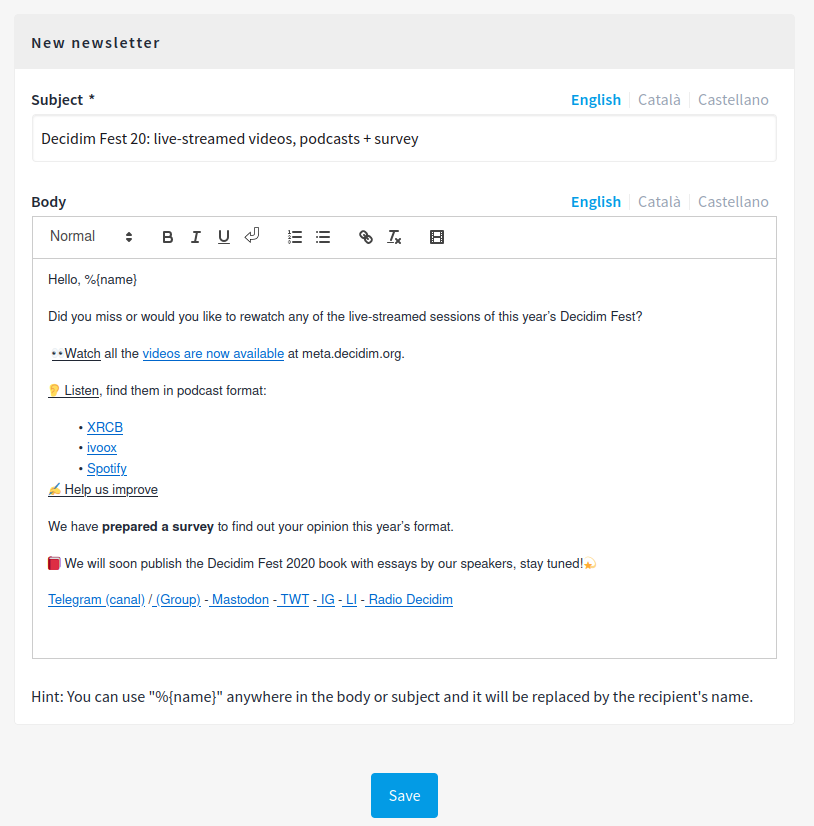 New newsletter
Subject * English Català Castellano
Decidim Fest 20: live-streamed videos, podcasts + survey
Body English Català Castellano
Normal B I U
Hello, %{name}
Did you miss or would you like to rewatch any of the live-streamed sessions of this year’s Decidim Fest?
👀Watch all the videos are now available at meta.decidim.org.
👂 Listen, find them in podcast format:
• XRCB
• ivoox
• Spotify
✍ Help us improve
We have prepared a survey to find out your opinion this year’s format.
📕 We will soon publish the Decidim Fest 2020 book with essays by our speakers, stay tuned!💫
Telegram (canal) / (Group) - Mastodon - TWT - IG - LI - Radio Decidim
Hint: You can use "%{name}" anywhere in the body or subject and it will be replaced by the recipient's name.
Save